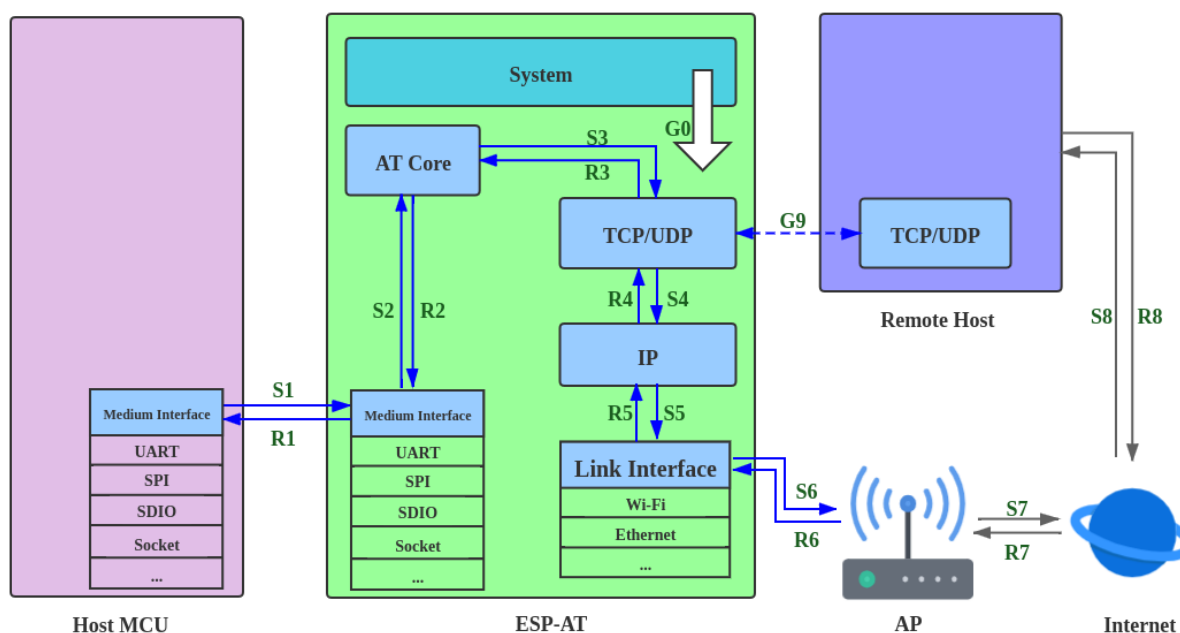 System
G0
AT Core
S3
R3
TCP/UDP
G9
TCP/UDP
S2
R2
R4
S4
Remote Host
S8
R8
IP
S1
R1
R5
S5
Medium Interface
UART
SPI
SDIO
Socket
...
Medium Interface
UART
SPI
SDIO
Socket
...
Link Interface
Wi-Fi
Ethernet
...
S6
R6
S7
R7
Host MCU
ESP-AT
AP
Internet